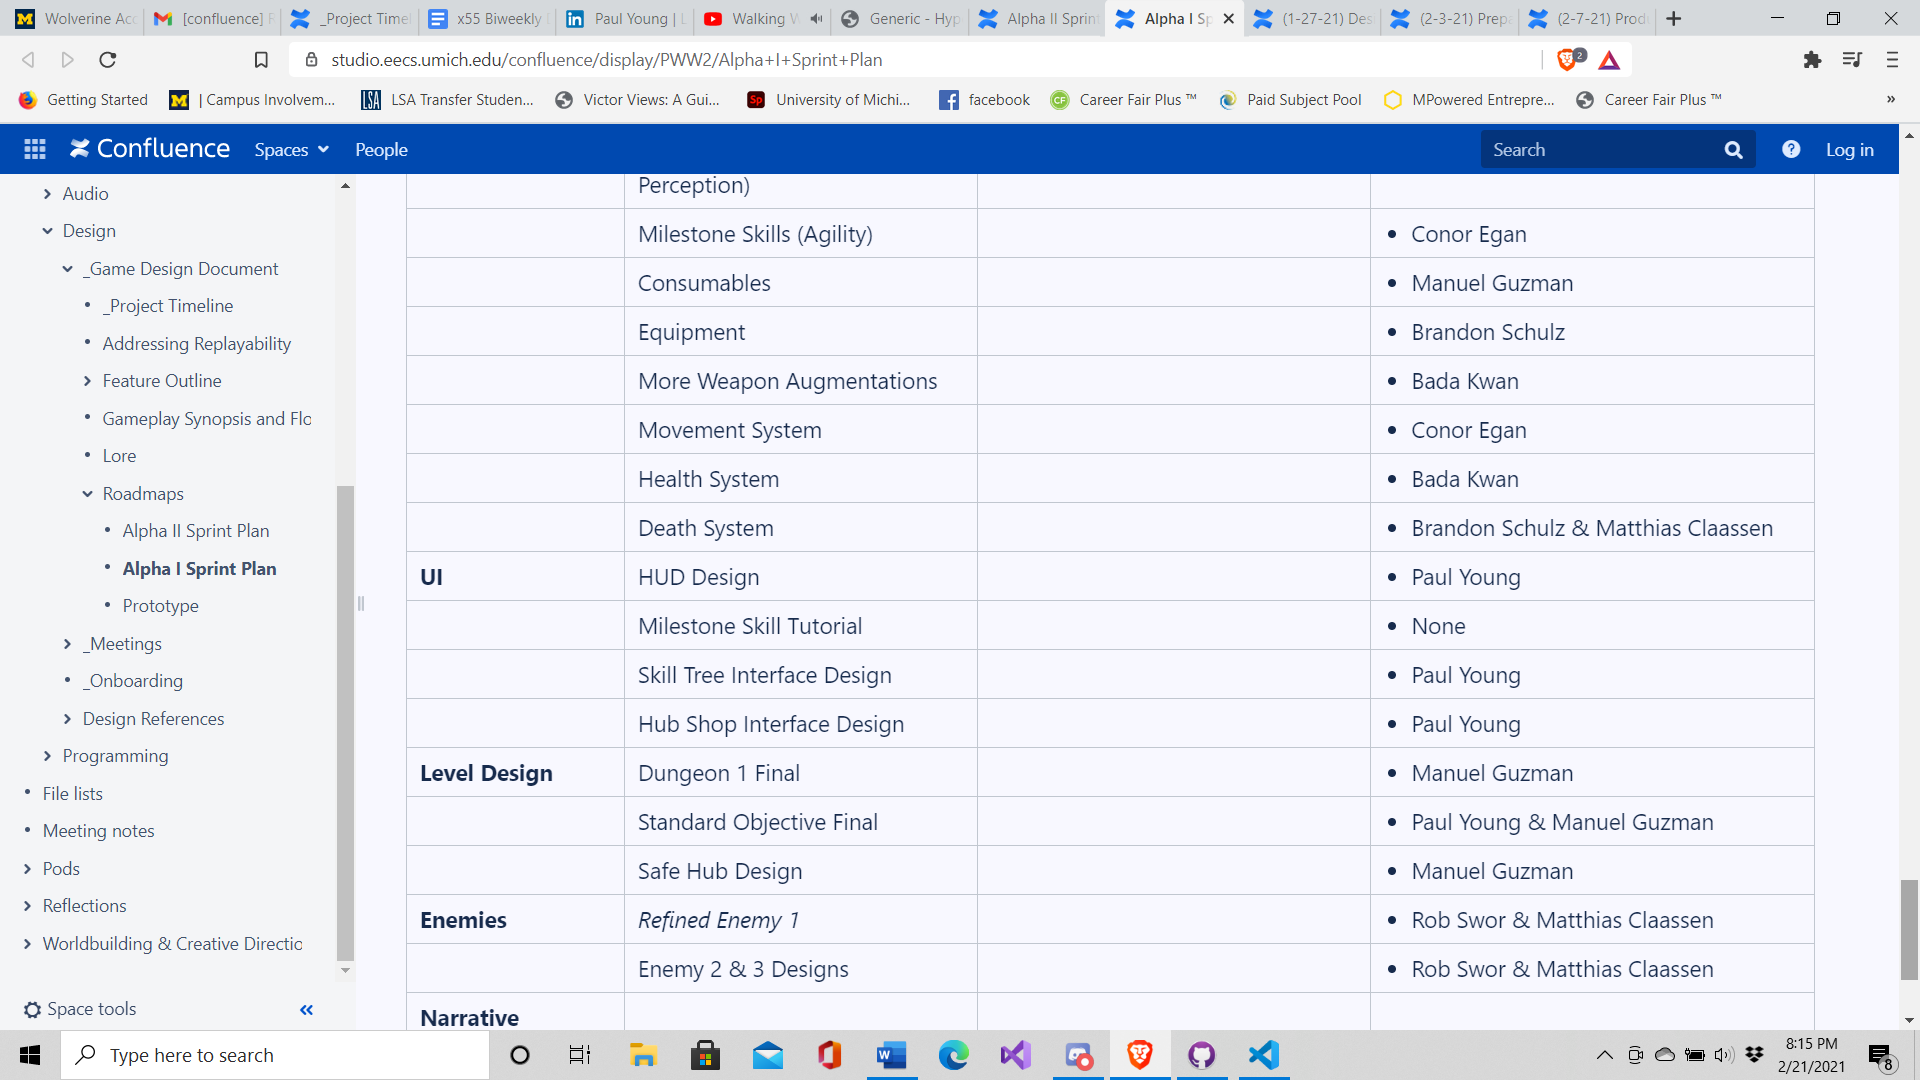 Wolverine Acc
[confluence] R
_Project Timel
x55 Biweekly
Paul Young | L
Walking W
Generic - Hyp
Alpha II Sprint
Alpha I Sp
(1-27-21) Des
(2-3-21) Prep
(2-7-21) Prod
studio.eecs.umich.edu/confluence/display/PWW2/Alpha+I+Sprint+Plan
2
Getting Started
| Campus Involvem...
LSA Transfer Studen...
Victor Views: A Gui...
University of Michi...
facebook
Career Fair Plus ™
Paid Subject Pool
MPowered Entrepre...
Career Fair Plus ™
»
Confluence
Spaces
People
Search
Log in
Audio
Design
_Game Design Document
_Project Timeline
Addressing Replayability
Feature Outline
Gameplay Synopsis and Flo
Lore
Roadmaps
Alpha II Sprint Plan
Alpha I Sprint Plan
Prototype
_Meetings
_Onboarding
Design References
Programming
File lists
Meeting notes
Pods
Reflections
Worldbuilding & Creative Directio
Space tools
Perception)
Milestone Skills (Agility) • Conor Egan
Consumables • Manuel Guzman
Equipment • Brandon Schulz
More Weapon Augmentations • Bada Kwan
Movement System • Conor Egan
Health System • Bada Kwan
Death System • Brandon Schulz & Matthias Claassen
UI HUD Design • Paul Young
Milestone Skill Tutorial • None
Skill Tree Interface Design • Paul Young
Hub Shop Interface Design • Paul Young
Level Design Dungeon 1 Final • Manuel Guzman
Standard Objective Final • Paul Young & Manuel Guzman
Safe Hub Design • Manuel Guzman
Enemies Refined Enemy 1 • Rob Swor & Matthias Claassen
Enemy 2 & 3 Designs • Rob Swor & Matthias Claassen
Narrative
Type here to search
8:15 PM
2/21/2021
8